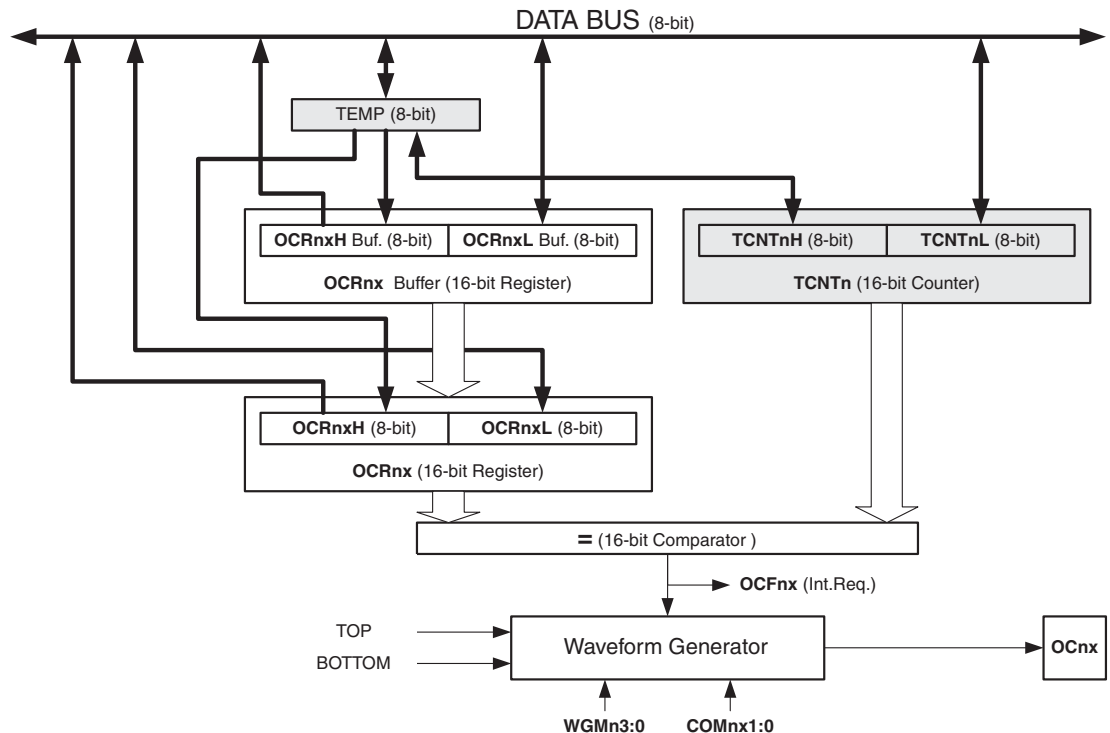 DATA BUS (8-bit)
TEMP (8-bit)
OCRnxH Buf. (8-bit) OCRnxL Buf. (8-bit)
OCRnx Buffer (16-bit Register)
TCNTnH (8-bit) TCNTnL (8-bit)
TCNTn (16-bit Counter)
OCRnxH (8-bit) OCRnxL (8-bit)
OCRnx (16-bit Register)
= (16-bit Comparator )
OCFnx (Int.Req.)
TOP
BOTTOM
Waveform Generator
OCnx
WGMn3:0 COMnx1:0